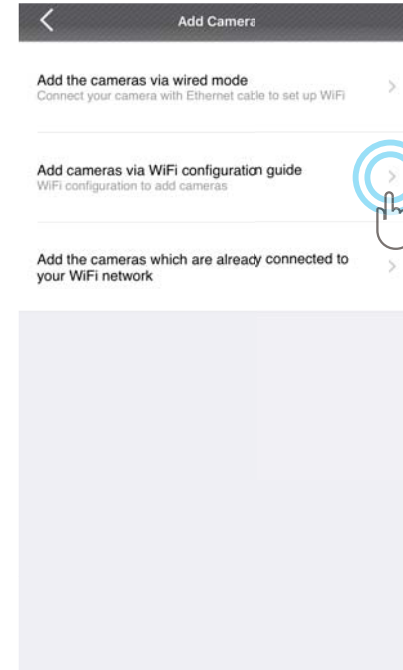 Add Camera
Add the cameras via wired mode
Connect your camera with Ethernet cable to set up WiFi
Add cameras via WiFi configuration guide
WiFi configuration to add cameras
Add the cameras which are already connected to
your WiFi network